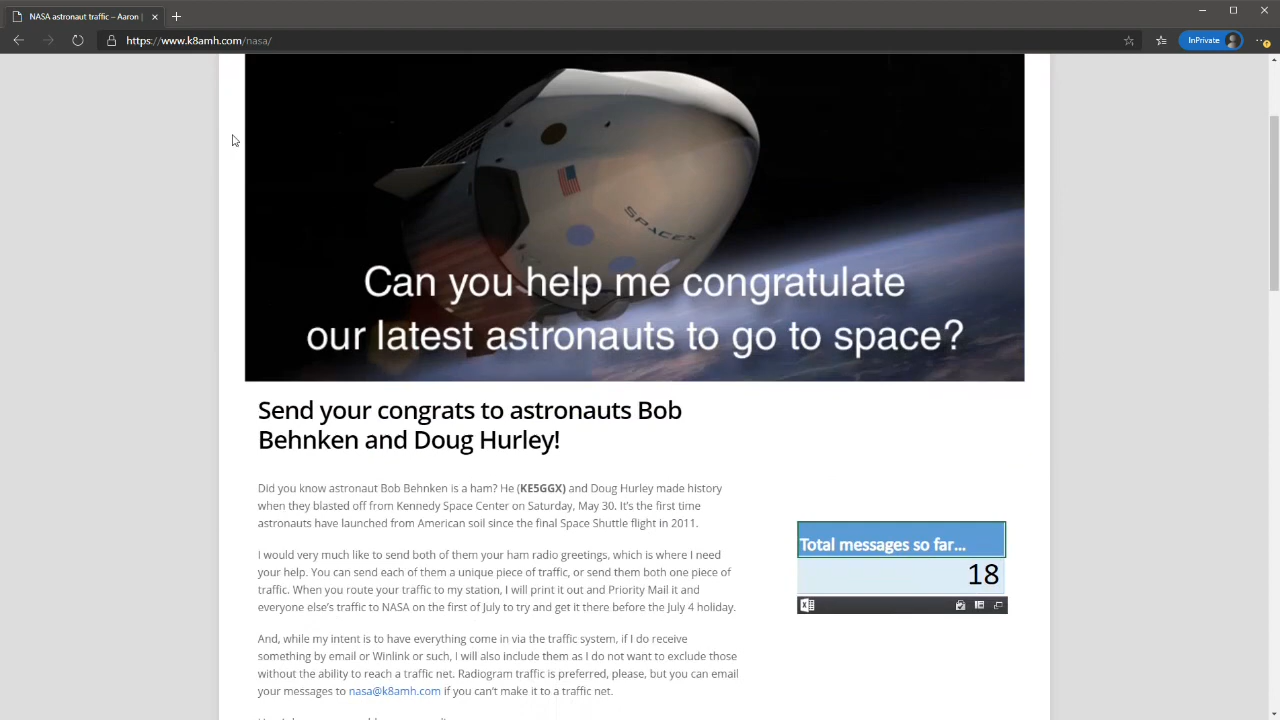 NASA astronaut traffic – Aaron |
https://www.k8amh.com/nasa/
InPrivate
SPACEX
Can you help me congratulate
our latest astronauts to go to space?
Send your congrats to astronauts Bob
Behnken and Doug Hurley!
Did you know astronaut Bob Behnken is a ham? He (KE5GGX) and Doug Hurley made history
when they blasted off from Kennedy Space Center on Saturday, May 30. It’s the first time
astronauts have launched from American soil since the final Space Shuttle flight in 2011.
I would very much like to send both of them your ham radio greetings, which is where I need
your help. You can send each of them a unique piece of traffic, or send them both one piece of
traffic. When you route your traffic to my station, I will print it out and Priority Mail it and
everyone else’s traffic to NASA on the first of July to try and get it there before the July 4 holiday.
And, while my intent is to have everything come in via the traffic system, if I do receive
something by email or Winlink or such, I will also include them as I do not want to exclude those
without the ability to reach a traffic net. Radiogram traffic is preferred, please, but you can email
your messages to nasa@k8amh.com if you can’t make it to a traffic net.
Total messages so far...
18